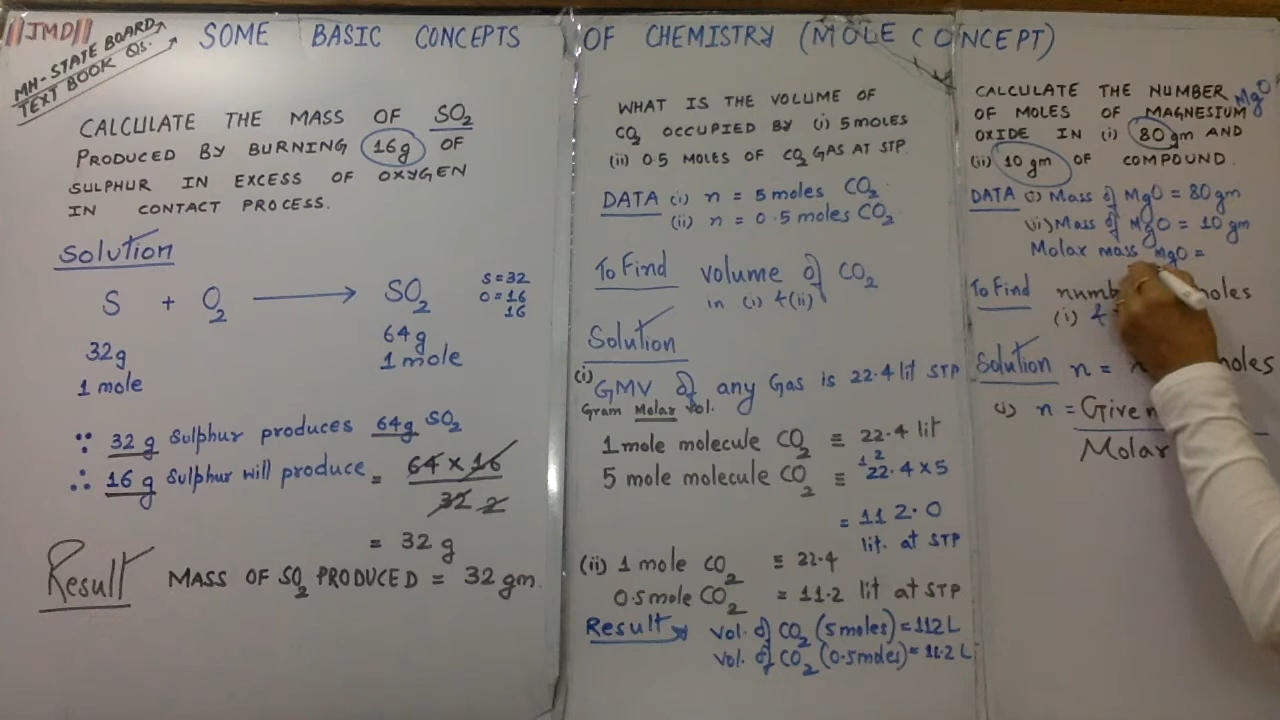 ||JMD||
MH-STATE BOARD
TEXT BOOK Qs.
SOME BASIC CONCEPTS OF CHEMISTRY (MOLE CONCEPT)
CALCULATE THE MASS OF SO2
PRODUCED BY BURNING 16g OF
SULPHUR IN EXCESS OF OXYGEN
IN CONTACT PROCESS.
Solution
S + O2 → SO2
S=32
O=16
16
32g 64g
1 mole 1 mole
∵ 32 g Sulphur produces 64g SO2
∴ 16 g Sulphur will produce = 64 x 16
32 2
= 32 g
Result MASS OF SO2 PRODUCED = 32 gm.
WHAT IS THE VOLUME OF
CO2 OCCUPIED BY (i) 5 MOLES
(ii) 0.5 MOLES OF CO2 GAS AT STP.
DATA (i) n = 5 moles CO2
(ii) n = 0.5 moles CO2
To Find volume of CO2
in (i) & (ii)
Solution
(i) GMV of any Gas is 22.4 lit STP
Gram Molar Vol.
1 mole molecule CO2 ≡ 22.4 lit
1 2
5 mole molecule CO2 ≡ 22.4 x 5
= 112.0
lit. at STP
(ii) 1 mole CO2 ≡ 22.4
0.5 mole CO2 = 11.2 lit at STP
Result Vol. of CO2 (5 moles) = 112 L
Vol. of CO2 (0.5 moles) = 11.2 L
CALCULATE THE NUMBER
OF MOLES OF MAGNESIUM MgO
OXIDE IN (i) 80 gm AND
(ii) 10 gm OF COMPOUND.
DATA (i) Mass of MgO = 80 gm
(ii) Mass of MgO = 10 gm
Molar mass MgO =
To Find numb moles
(i) &
Solution n = moles
(i) n = Given
Molar